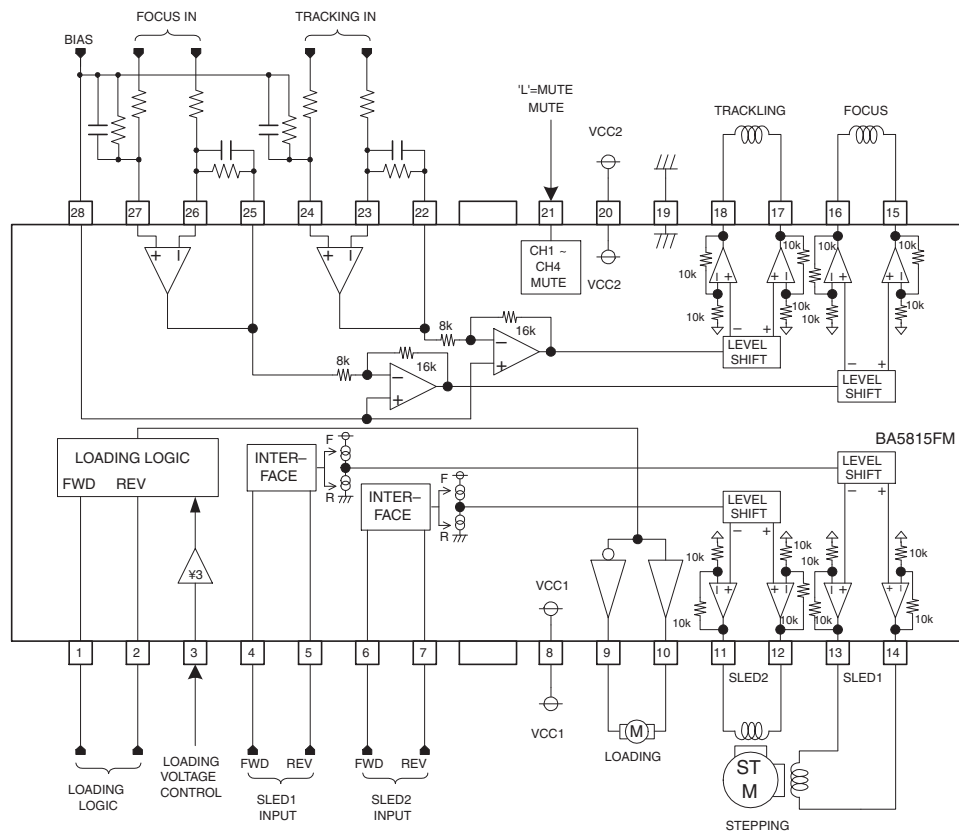 FOCUS IN
TRACKING IN
BIAS
'L'=MUTE
MUTE
VCC2
TRACKLING
FOCUS
28
27
26
25
24
23
22
21
20
19
18
17
16
15
+ −
+ −
CH1 ~
CH4
MUTE
VCC2
10k
10k
10k
10k
10k
10k
10k
10k
− +
+ −
− +
+ −
8k
16k
−
+
8k
16k
−
+
− +
LEVEL
SHIFT
− +
LEVEL
SHIFT
BA5815FM
LOADING LOGIC
FWD REV
¥3
INTER−
FACE
F
R
INTER−
FACE
F
R
LEVEL
SHIFT
− +
LEVEL
SHIFT
− +
VCC1
10k
10k
10k
10k
10k
10k
10k
10k
− +
+ −
− +
+ −
1
2
3
4
5
6
7
8
9
10
11
12
13
14
SLED2
SLED1
VCC1
M
LOADING
LOADING
LOGIC
LOADING
VOLTAGE
CONTROL
FWD
REV
SLED1
INPUT
FWD
REV
SLED2
INPUT
ST
M
STEPPING